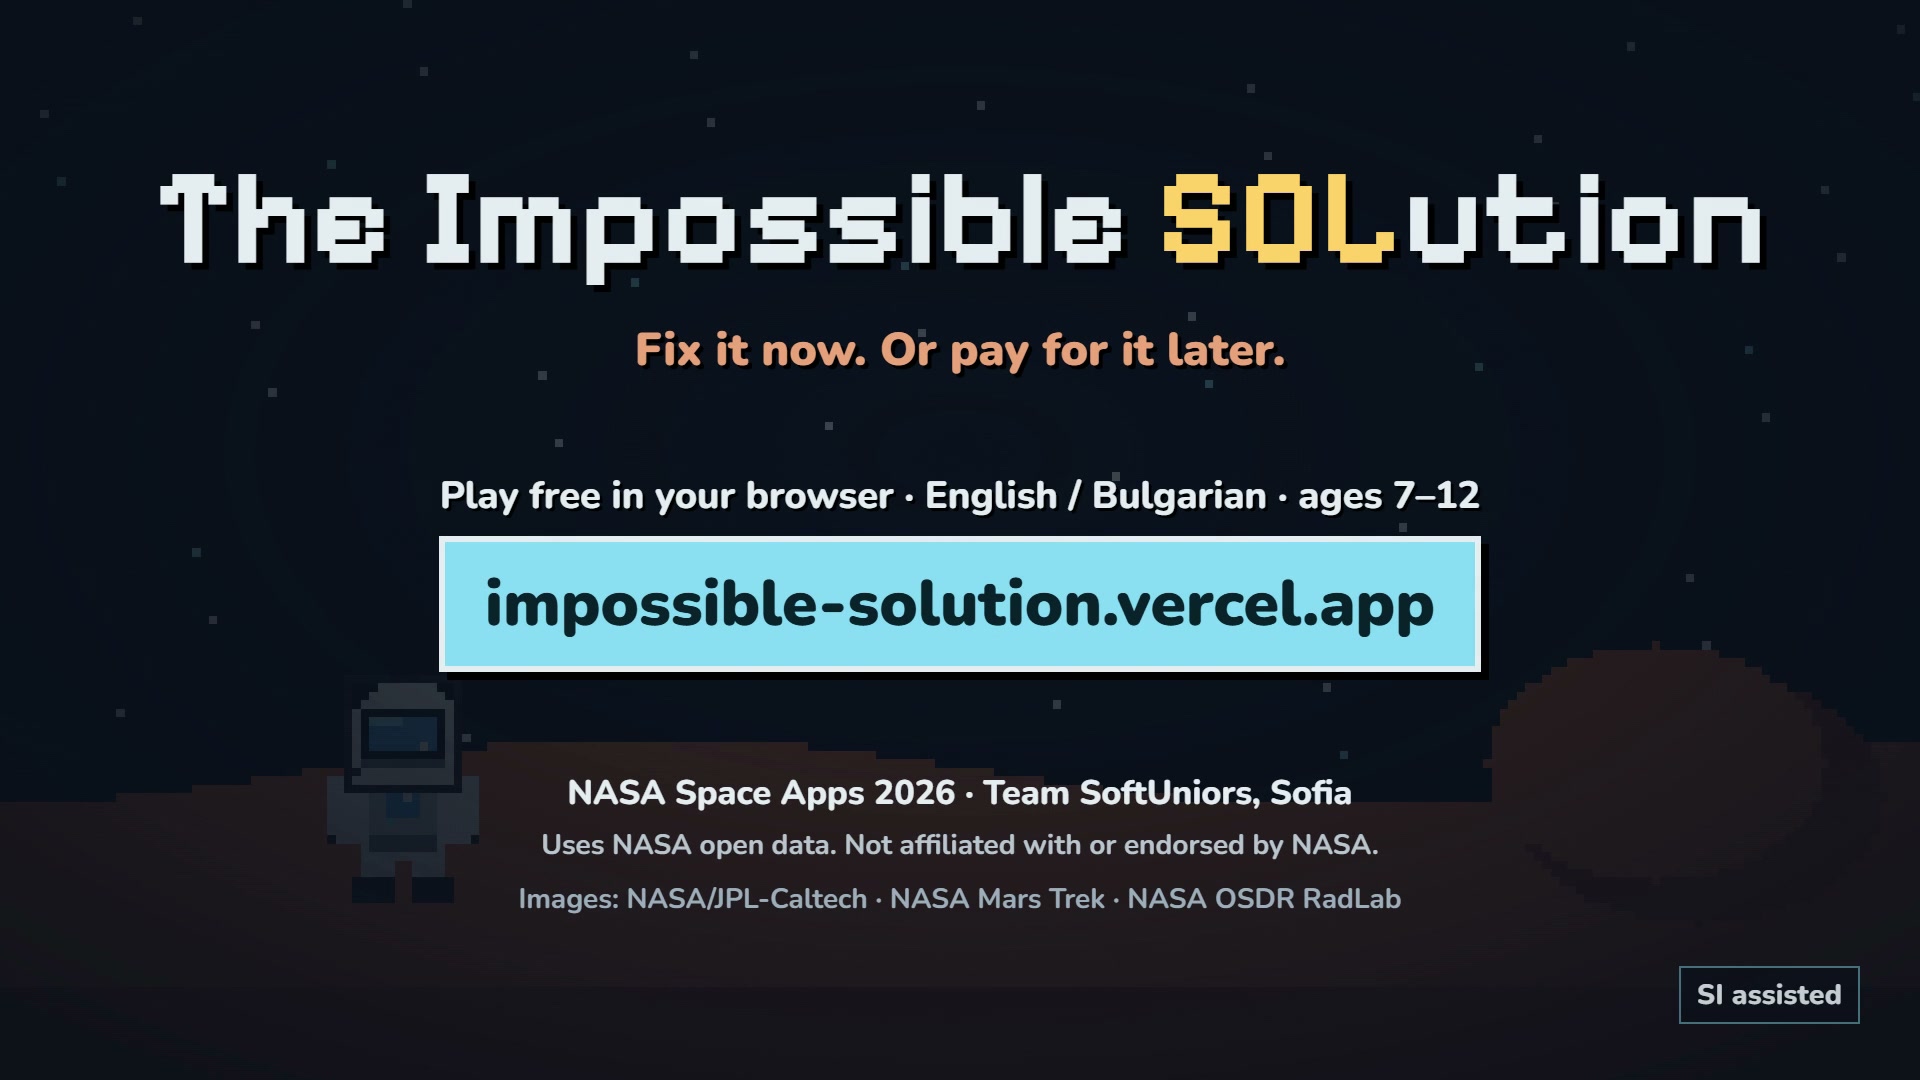 The Impossible SOLution
Fix it now. Or pay for it later.
Play free in your browser · English / Bulgarian · ages 7–12
impossible-solution.vercel.app
NASA Space Apps 2026 · Team SoftUniors, Sofia
Uses NASA open data. Not affiliated with or endorsed by NASA.
Images: NASA/JPL-Caltech · NASA Mars Trek · NASA OSDR RadLab
SI assisted